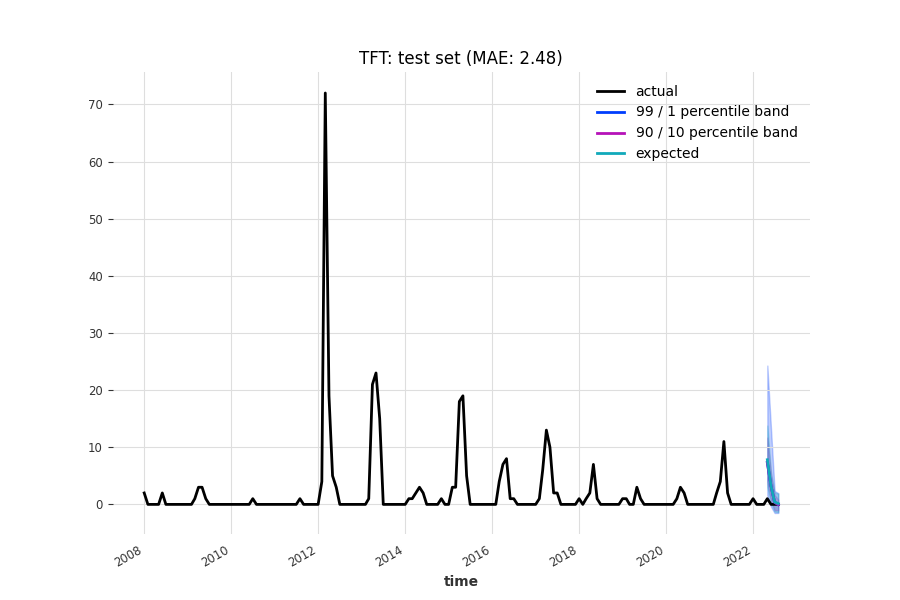 TFT: test set (MAE: 2.48)
actual
99 / 1 percentile band
90 / 10 percentile band
expected
70
60
50
40
30
20
10
0
2008
2010
2012
2014
2016
2018
2020
2022
time